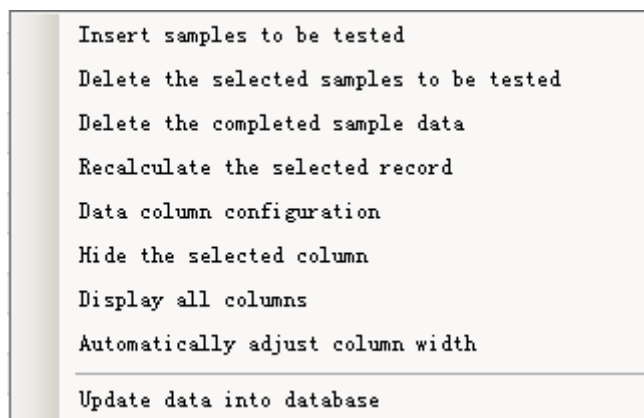 Insert samples to be tested
Delete the selected samples to be tested
Delete the completed sample data
Recalculate the selected record
Data column configuration
Hide the selected column
Display all columns
Automatically adjust column width
Update data into database